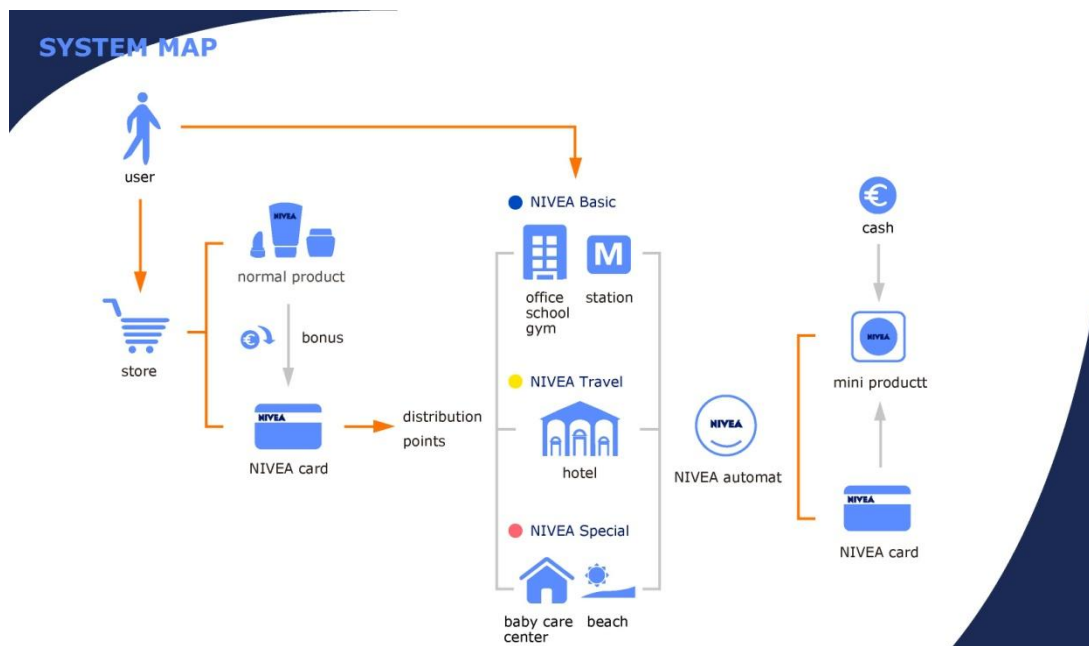 SYSTEM MAP
user
NIVEA Basic
cash
NIVEA
normal product
M
office
school
gym
station
bonus
store
NIVEA
mini productt
NIVEA Travel
NIVEA
NIVEA card
distribution
points
hotel
NIVEA
NIVEA automat
NIVEA
NIVEA card
NIVEA Special
baby care
center
beach